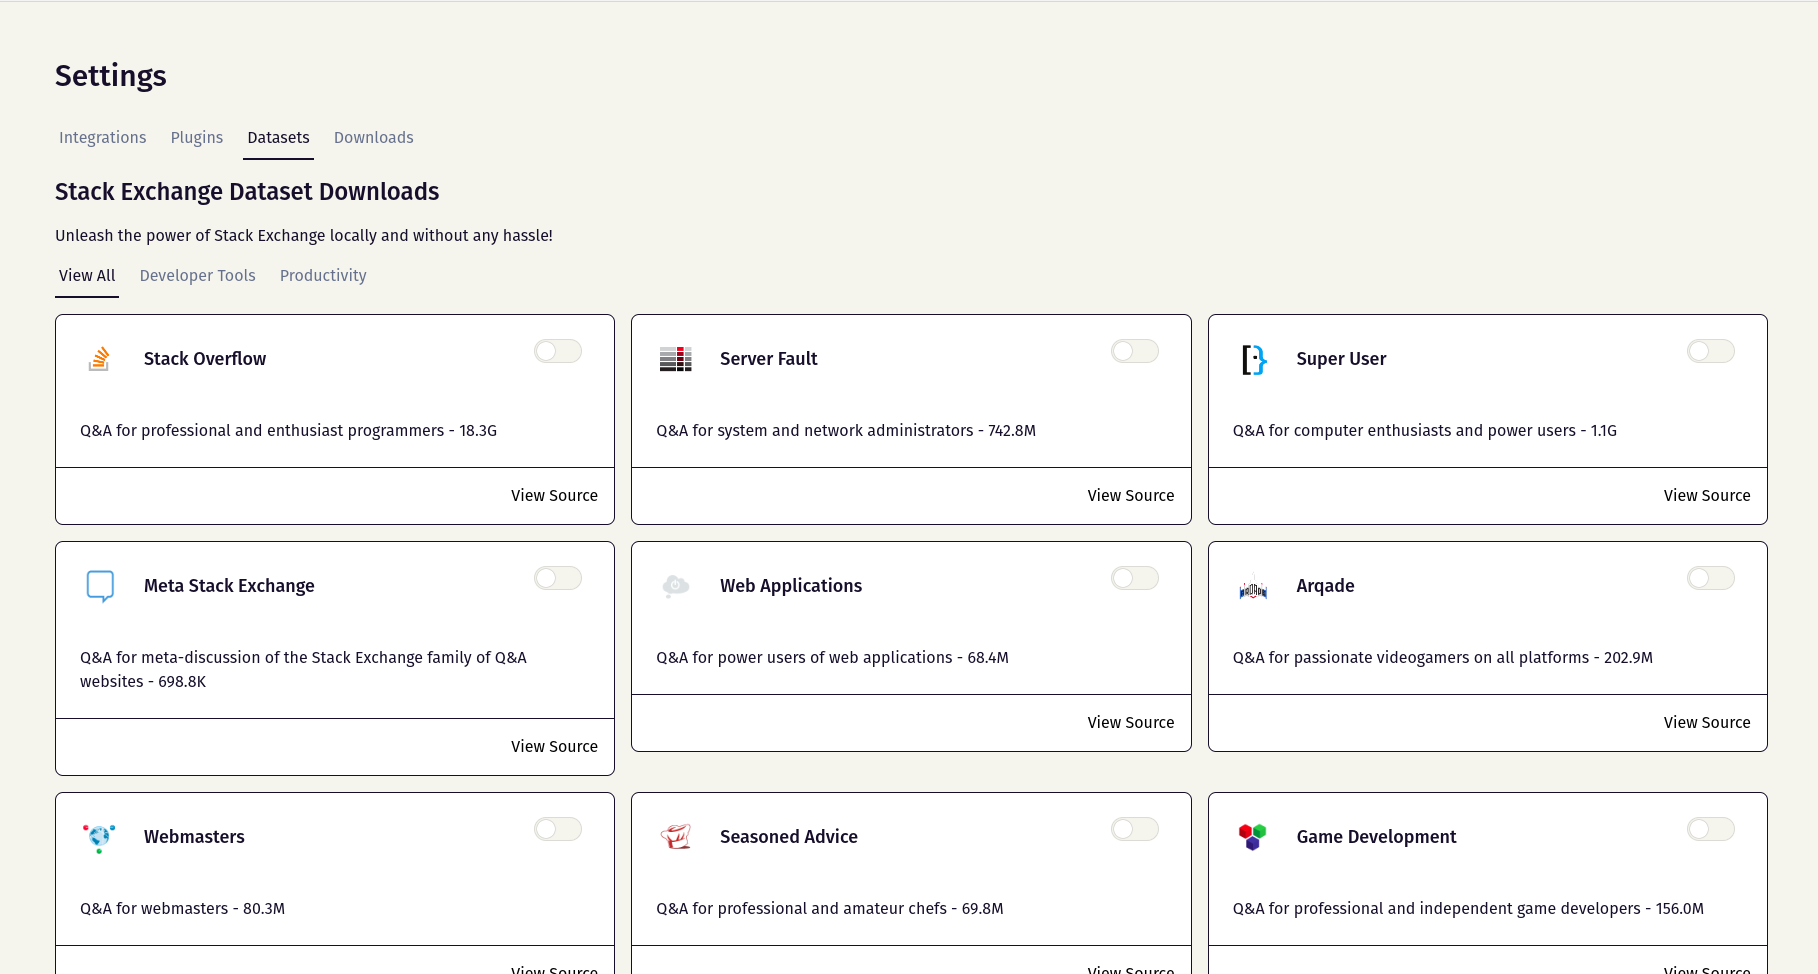 Settings
Integrations Plugins Datasets Downloads
Stack Exchange Dataset Downloads
Unleash the power of Stack Exchange locally and without any hassle!
View All Developer Tools Productivity
Stack Overflow
Q&A for professional and enthusiast programmers - 18.3G
View Source
Server Fault
Q&A for system and network administrators - 742.8M
View Source
Super User
Q&A for computer enthusiasts and power users - 1.1G
View Source
Meta Stack Exchange
Q&A for meta-discussion of the Stack Exchange family of Q&A
websites - 698.8K
View Source
Web Applications
Q&A for power users of web applications - 68.4M
View Source
Arqade
Q&A for passionate videogamers on all platforms - 202.9M
View Source
Webmasters
Q&A for webmasters - 80.3M
View Source
Seasoned Advice
Q&A for professional and amateur chefs - 69.8M
View Source
Game Development
Q&A for professional and independent game developers - 156.0M
View Source